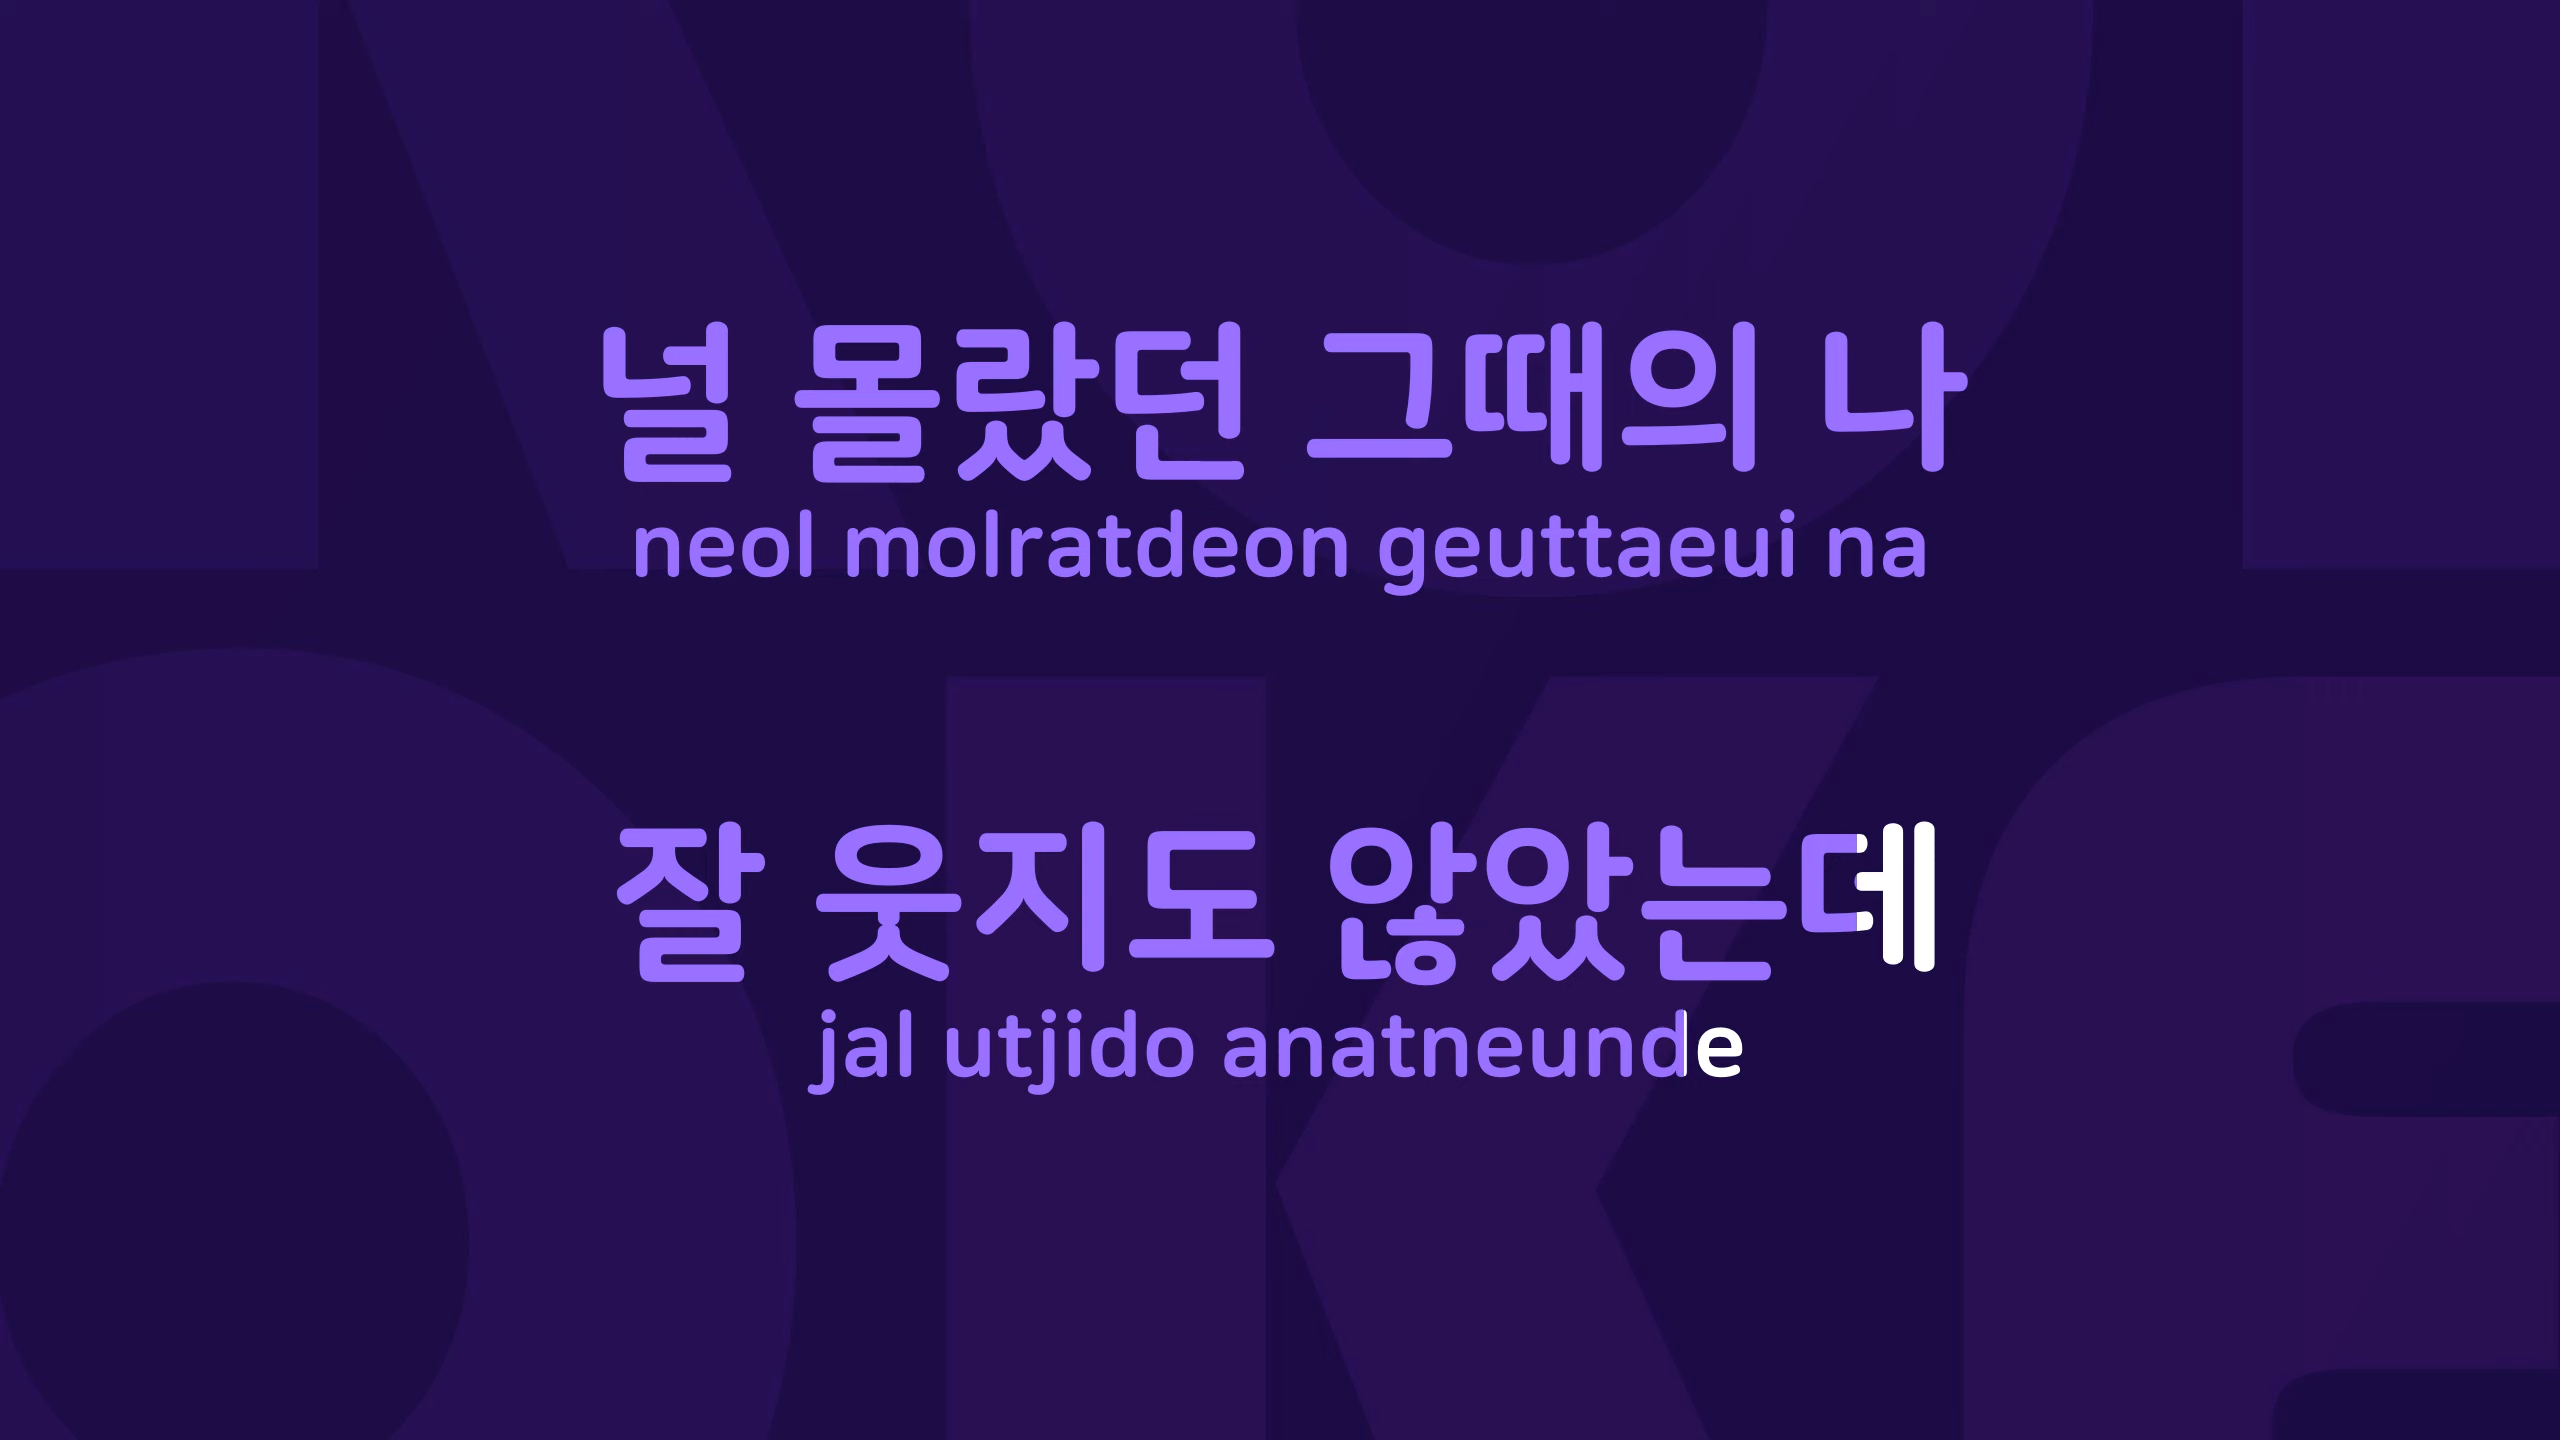 널 몰랐던 그때의 나
neol molratdeon geuttaeui na
잘 웃지도 않았는데
jal utjido anatneunde